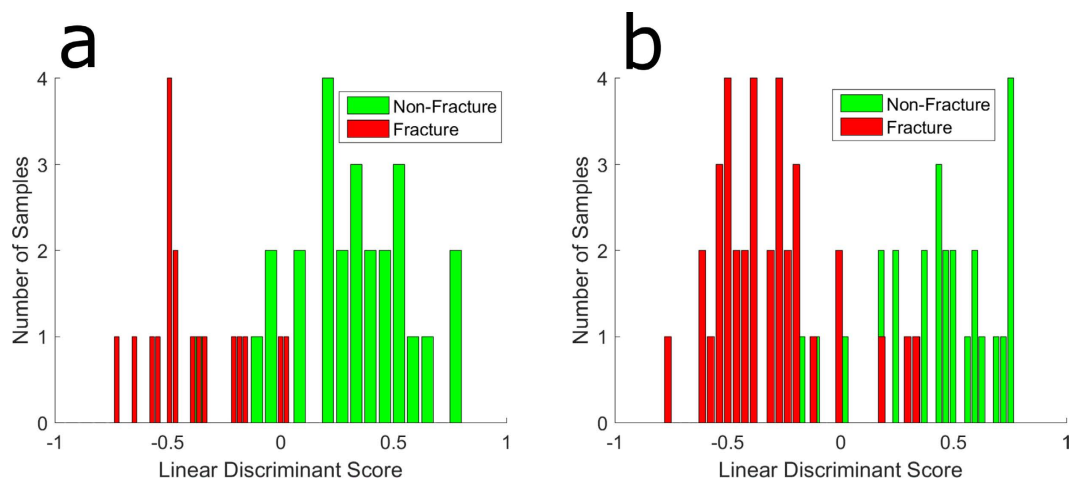 a
4
3
2
1
0
Number of Samples
-1
-0.5
0
0.5
1
Linear Discriminant Score
Non-Fracture
Fracture
b
4
3
2
1
0
Number of Samples
-1
-0.5
0
0.5
1
Linear Discriminant Score
Non-Fracture
Fracture